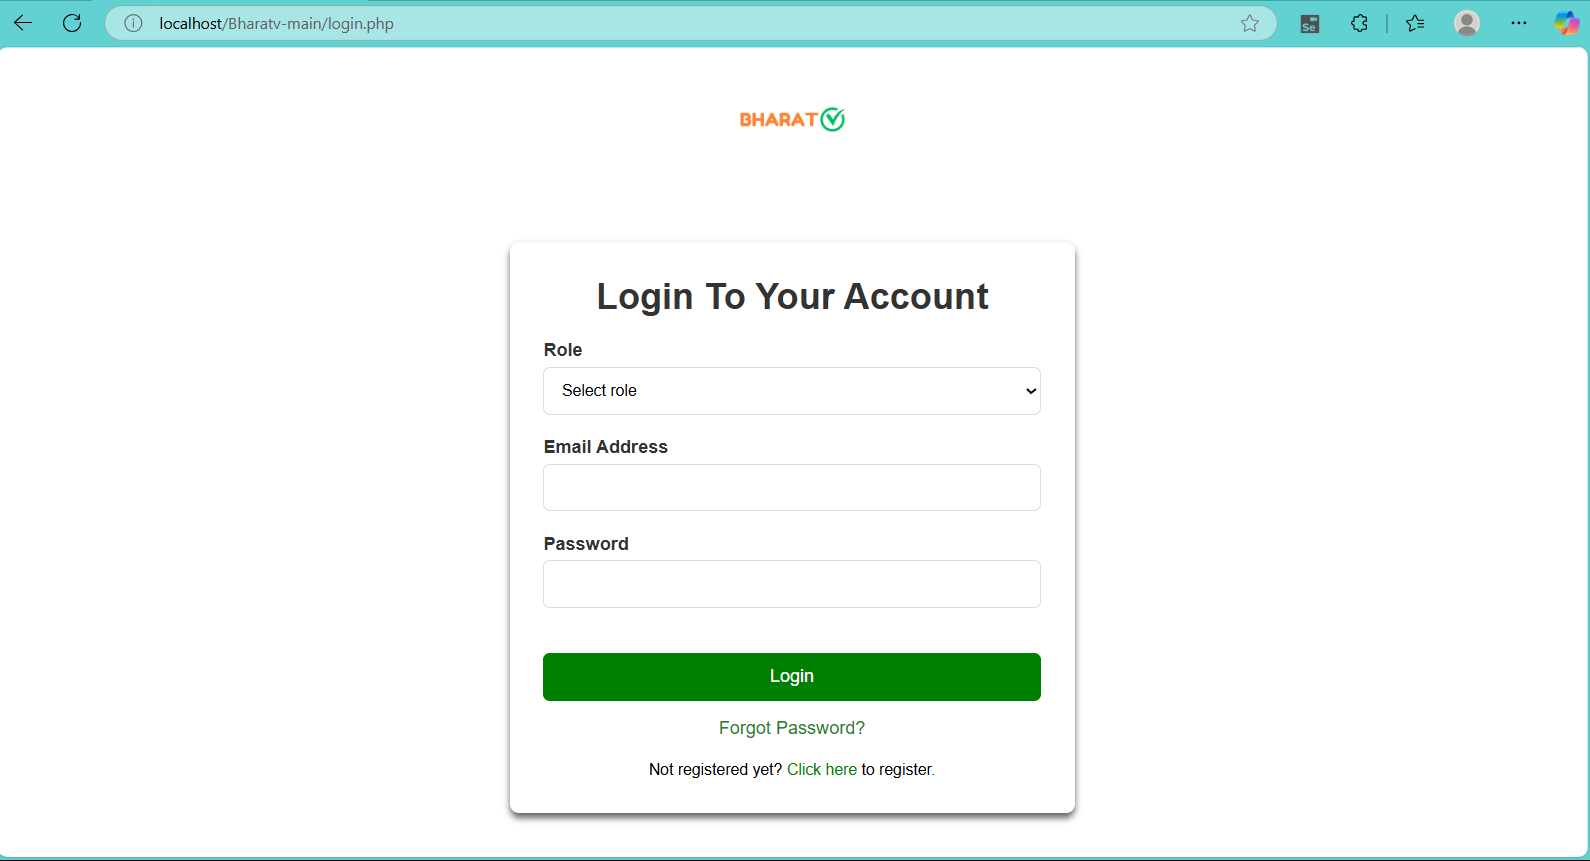 localhost/Bharatv-main/login.php
Se
BHARAT V
Login To Your Account
Role
Select role
Email Address
Password
Login
Forgot Password?
Not registered yet? Click here to register.